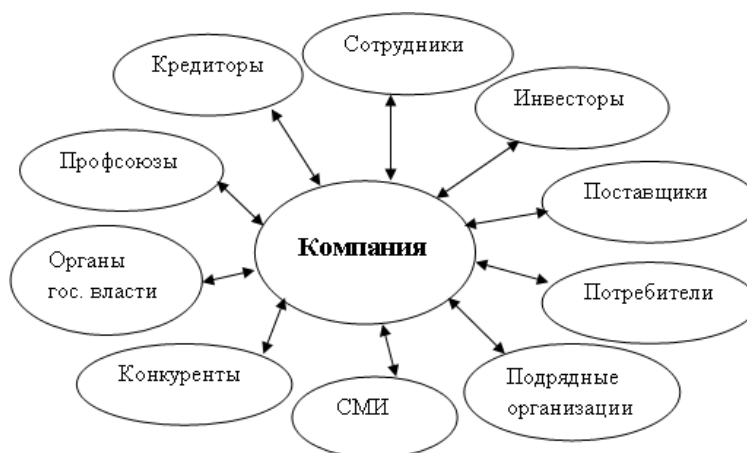 Сотрудники
Кредиторы
Инвесторы
Профсоюзы
Поставщики
Компания
Органы
гос. власти
Потребители
Конкуренты
Подрядные
организации
СМИ